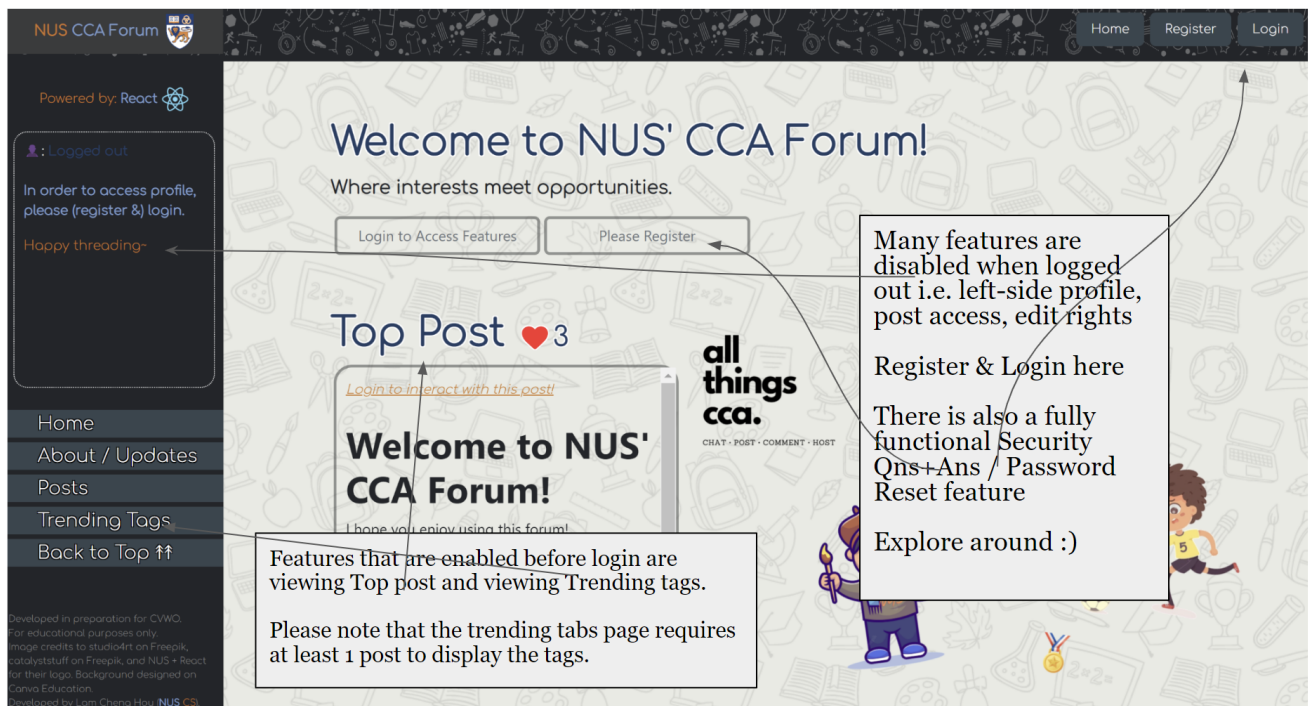 NUS CCA Forum
Home
Register
Login
Powered by: React
: Logged out
In order to access profile,
please (register &) login.
Happy threading~
Home
About / Updates
Posts
Trending Tags
Back to Top ⇈
Developed in preparation for CVWO.
For educational purposes only.
Image credits to studio4rt on Freepik,
catalyststuff on Freepik, and NUS + React
for their logo. Background designed on
Canva Education.
Developed by Lam Cheng Hou (NUS CS).
Welcome to NUS' CCA Forum!
Where interests meet opportunities.
Login to Access Features
Please Register
Top Post ❤️3
Login to interact with this post!
Welcome to NUS'
CCA Forum!
I hope you enjoy using this forum!
all
things
cca.
CHAT · POST · COMMENT · HOST
Many features are
disabled when logged
out i.e. left-side profile,
post access, edit rights
Register & Login here
There is also a fully
functional Security
Qns+Ans / Password
Reset feature
Explore around :)
Features that are enabled before login are
viewing Top post and viewing Trending tags.
Please note that the trending tabs page requires
at least 1 post to display the tags.
2×2=
2×2=
2×2=
5